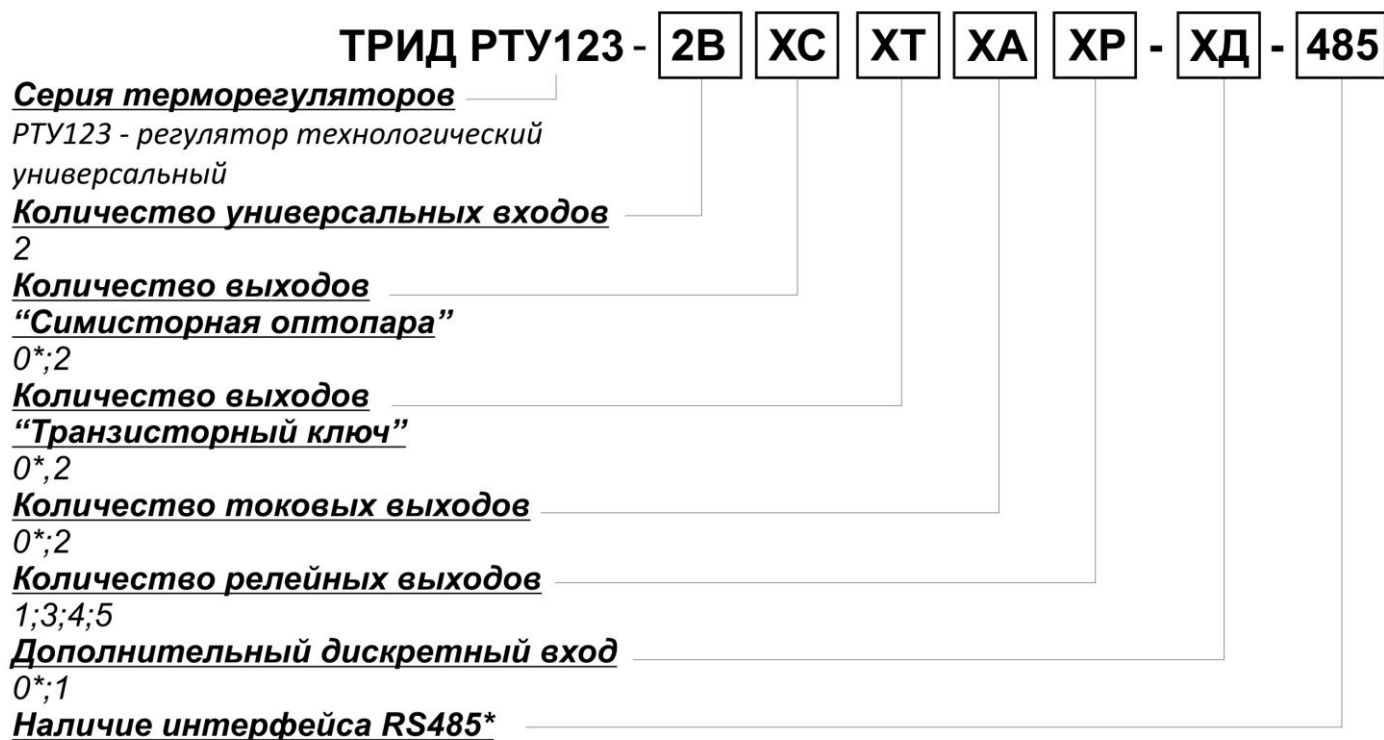 ТРИД РТУ123 - 2В ХС ХТ ХА ХР - ХД - 485
Серия терморегуляторов
РТУ123 - регулятор технологический
универсальный
Количество универсальных входов
2
Количество выходов
“Симисторная оптопара”
0*;2
Количество выходов
“Транзисторный ключ”
0*,2
Количество токовых выходов
0*;2
Количество релейных выходов
1;3;4;5
Дополнительный дискретный вход
0*;1
Наличие интерфейса RS485*